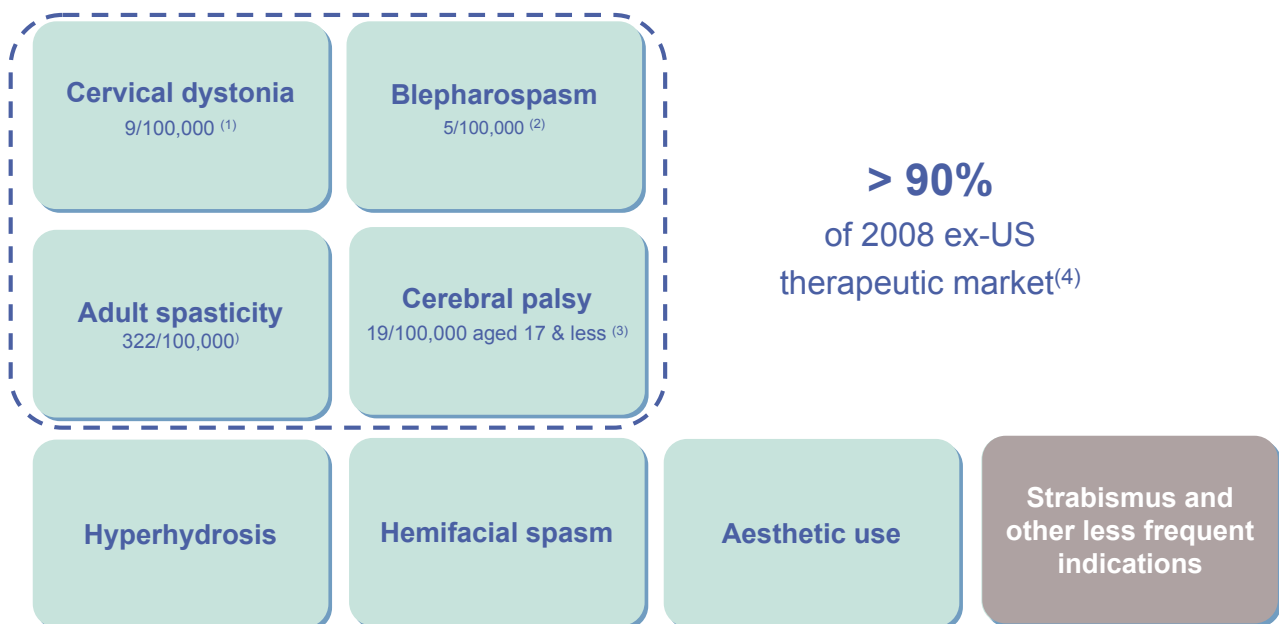 Cervical dystonia
9/100,000 (1)
Blepharospasm
5/100,000 (2)
> 90%
of 2008 ex-US
therapeutic market(4)
Adult spasticity
322/100,000)
Cerebral palsy
19/100,000 aged 17 & less (3)
Hyperhydrosis
Hemifacial spasm
Aesthetic use
Strabismus and
other less frequent
indications